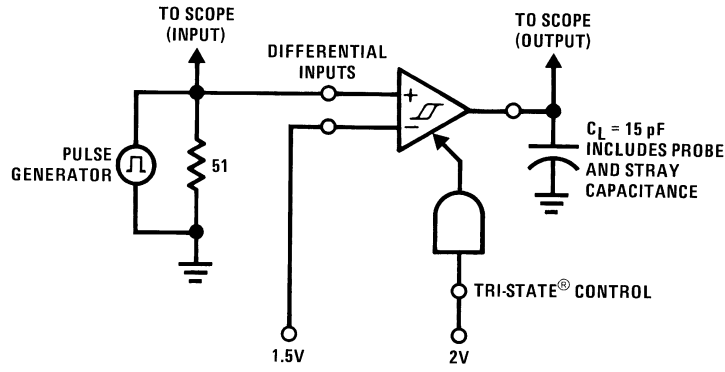 TO SCOPE
(INPUT)
TO SCOPE
(OUTPUT)
DIFFERENTIAL
INPUTS
+
−
PULSE
GENERATOR
51
CL = 15 pF
INCLUDES PROBE
AND STRAY
CAPACITANCE
TRI-STATE® CONTROL
1.5V
2V